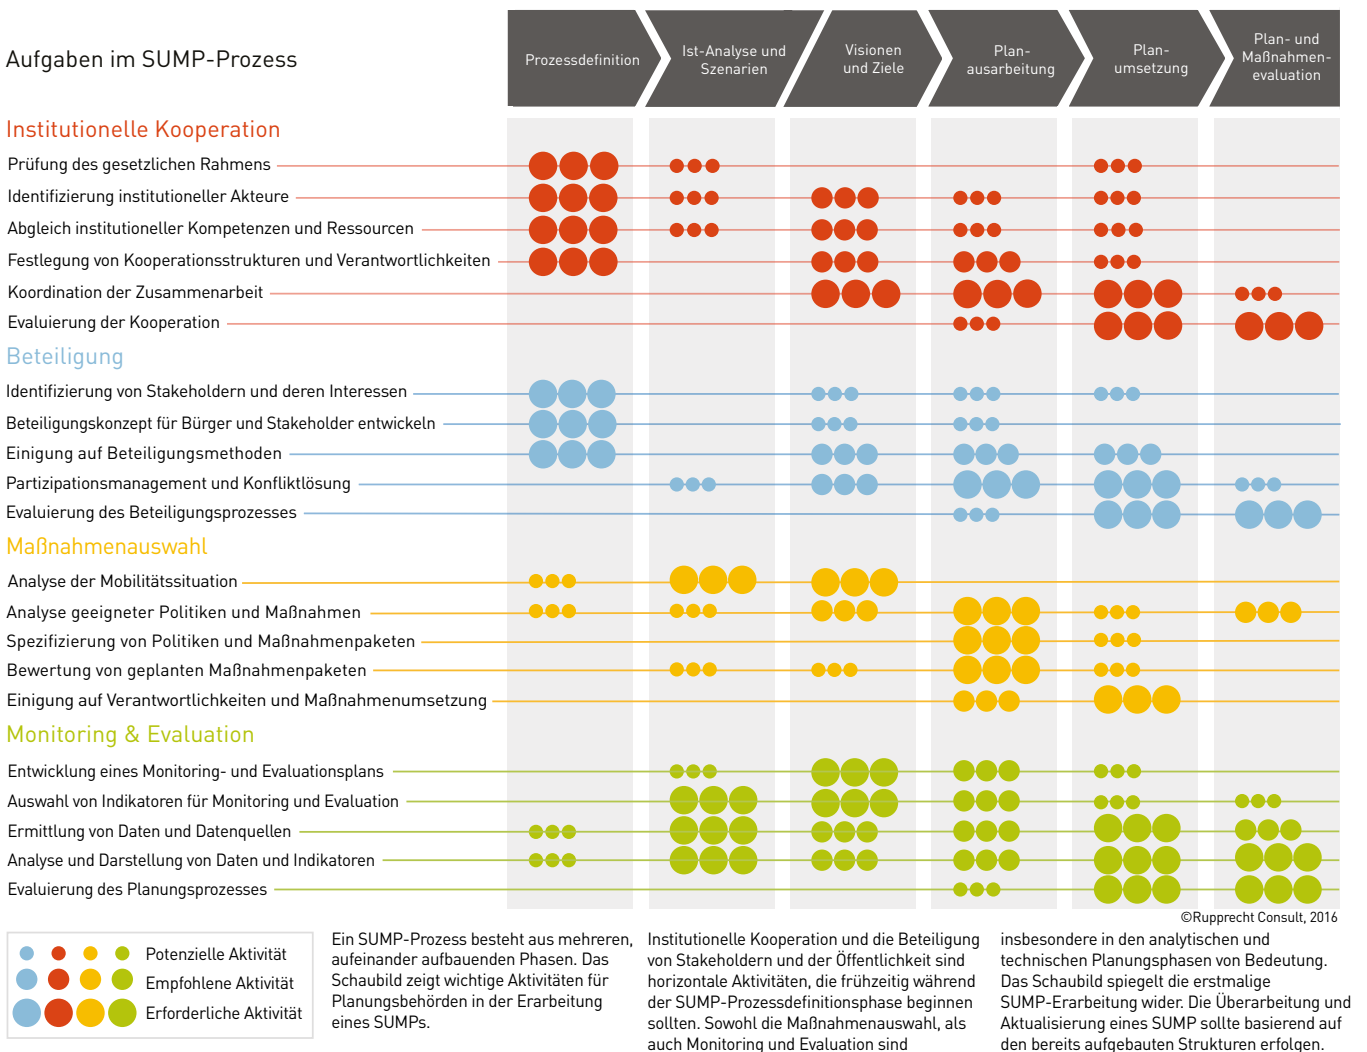 Aufgaben im SUMP-Prozess
Prozessdefinition
Ist-Analyse und
Szenarien
Visionen
und Ziele
Plan-
ausarbeitung
Plan-
umsetzung
Plan- und
Maßnahmen-
evaluation
Institutionelle Kooperation
Prüfung des gesetzlichen Rahmens
Identifizierung institutioneller Akteure
Abgleich institutioneller Kompetenzen und Ressourcen
Festlegung von Kooperationsstrukturen und Verantwortlichkeiten
Koordination der Zusammenarbeit
Evaluierung der Kooperation
Beteiligung
Identifizierung von Stakeholdern und deren Interessen
Beteiligungskonzept für Bürger und Stakeholder entwickeln
Einigung auf Beteiligungsmethoden
Partizipationsmanagement und Konfliktlösung
Evaluierung des Beteiligungsprozesses
Maßnahmenauswahl
Analyse der Mobilitätssituation
Analyse geeigneter Politiken und Maßnahmen
Spezifizierung von Politiken und Maßnahmenpaketen
Bewertung von geplanten Maßnahmenpaketen
Einigung auf Verantwortlichkeiten und Maßnahmenumsetzung
Monitoring & Evaluation
Entwicklung eines Monitoring- und Evaluationsplans
Auswahl von Indikatoren für Monitoring und Evaluation
Ermittlung von Daten und Datenquellen
Analyse und Darstellung von Daten und Indikatoren
Evaluierung des Planungsprozesses
©Rupprecht Consult, 2016
Potenzielle Aktivität
Empfohlene Aktivität
Erforderliche Aktivität
Ein SUMP-Prozess besteht aus mehreren,
aufeinander aufbauenden Phasen. Das
Schaubild zeigt wichtige Aktivitäten für
Planungsbehörden in der Erarbeitung
eines SUMPs.
Institutionelle Kooperation und die Beteiligung
von Stakeholdern und der Öffentlichkeit sind
horizontale Aktivitäten, die frühzeitig während
der SUMP-Prozessdefinitionsphase beginnen
sollten. Sowohl die Maßnahmenauswahl, als
auch Monitoring und Evaluation sind
insbesondere in den analytischen und
technischen Planungsphasen von Bedeutung.
Das Schaubild spiegelt die erstmalige
SUMP-Erarbeitung wider. Die Überarbeitung und
Aktualisierung eines SUMP sollte basierend auf
den bereits aufgebauten Strukturen erfolgen.